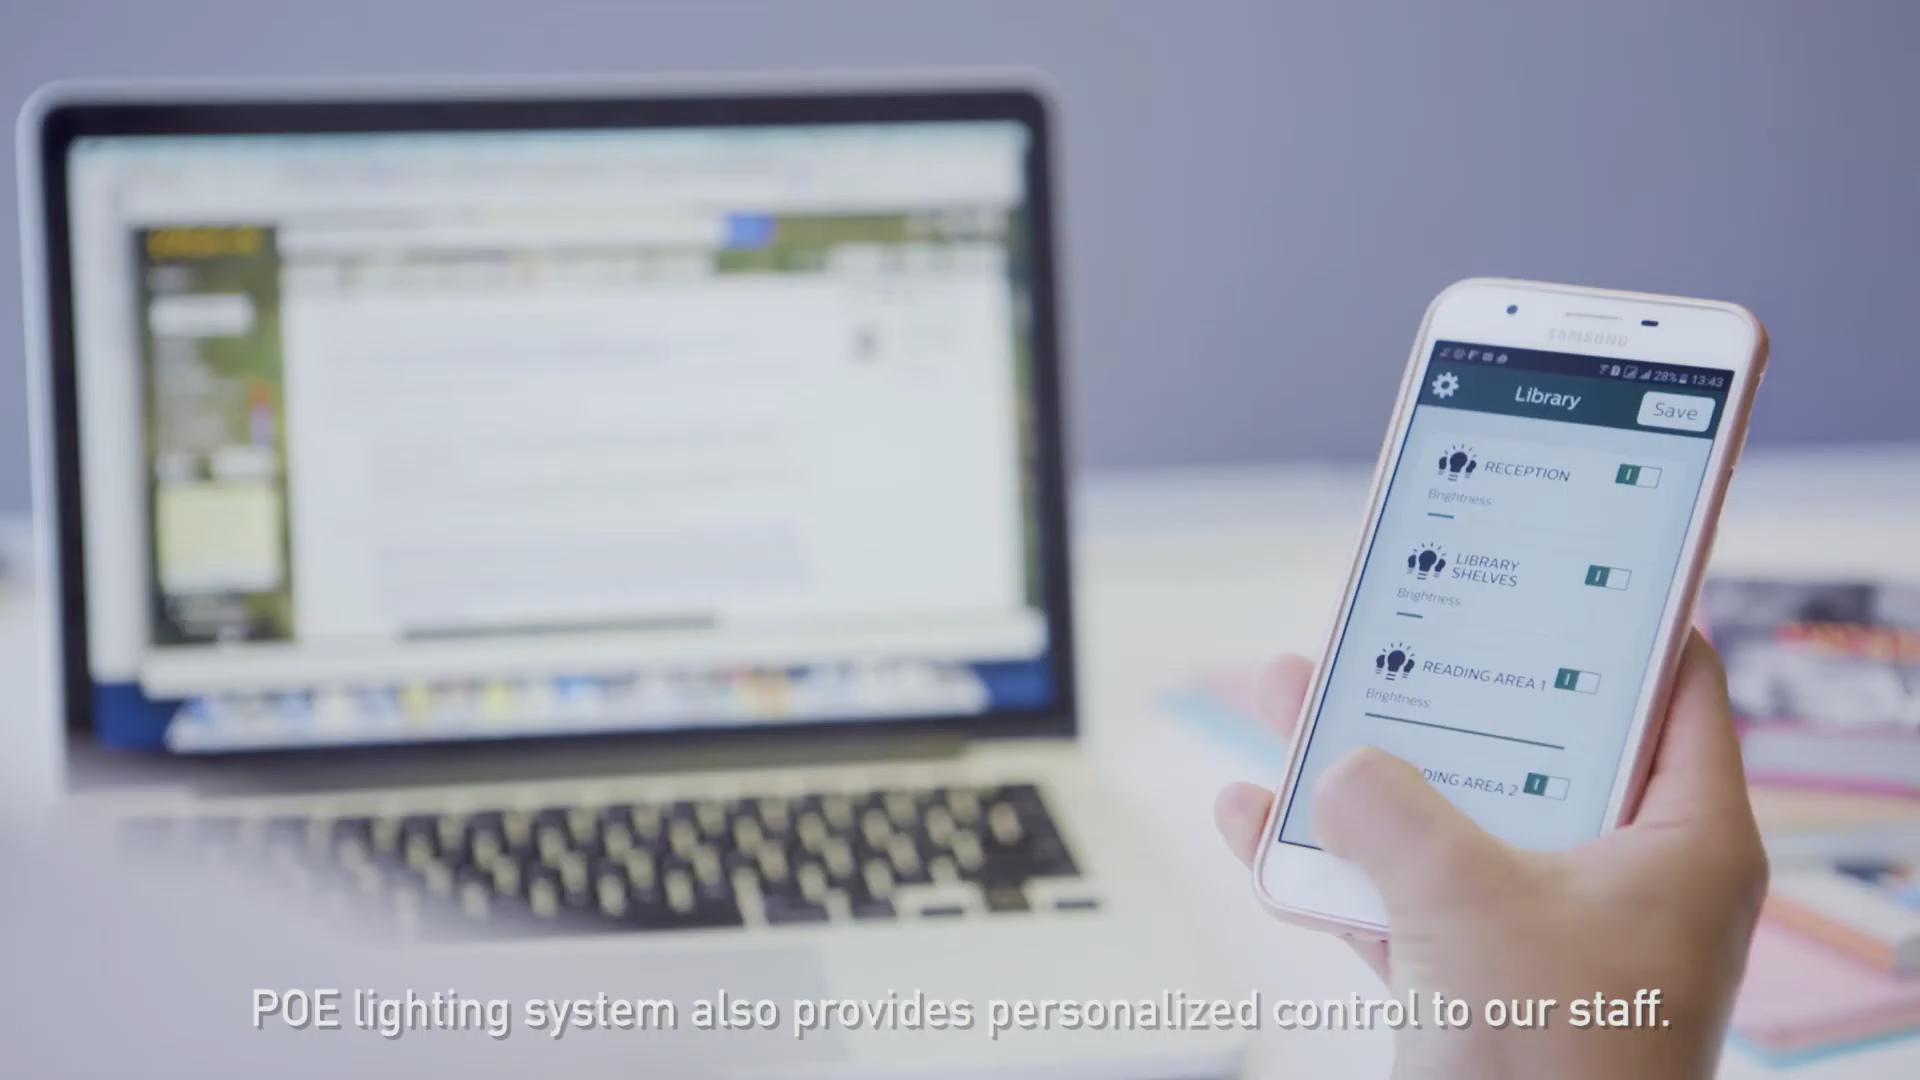 SAMSUNG
28% 13:43
Library
Save
RECEPTION
Brightness
LIBRARY
SHELVES
Brightness
READING AREA 1
Brightness
DING AREA 2
POE lighting system also provides personalized control to our staff.